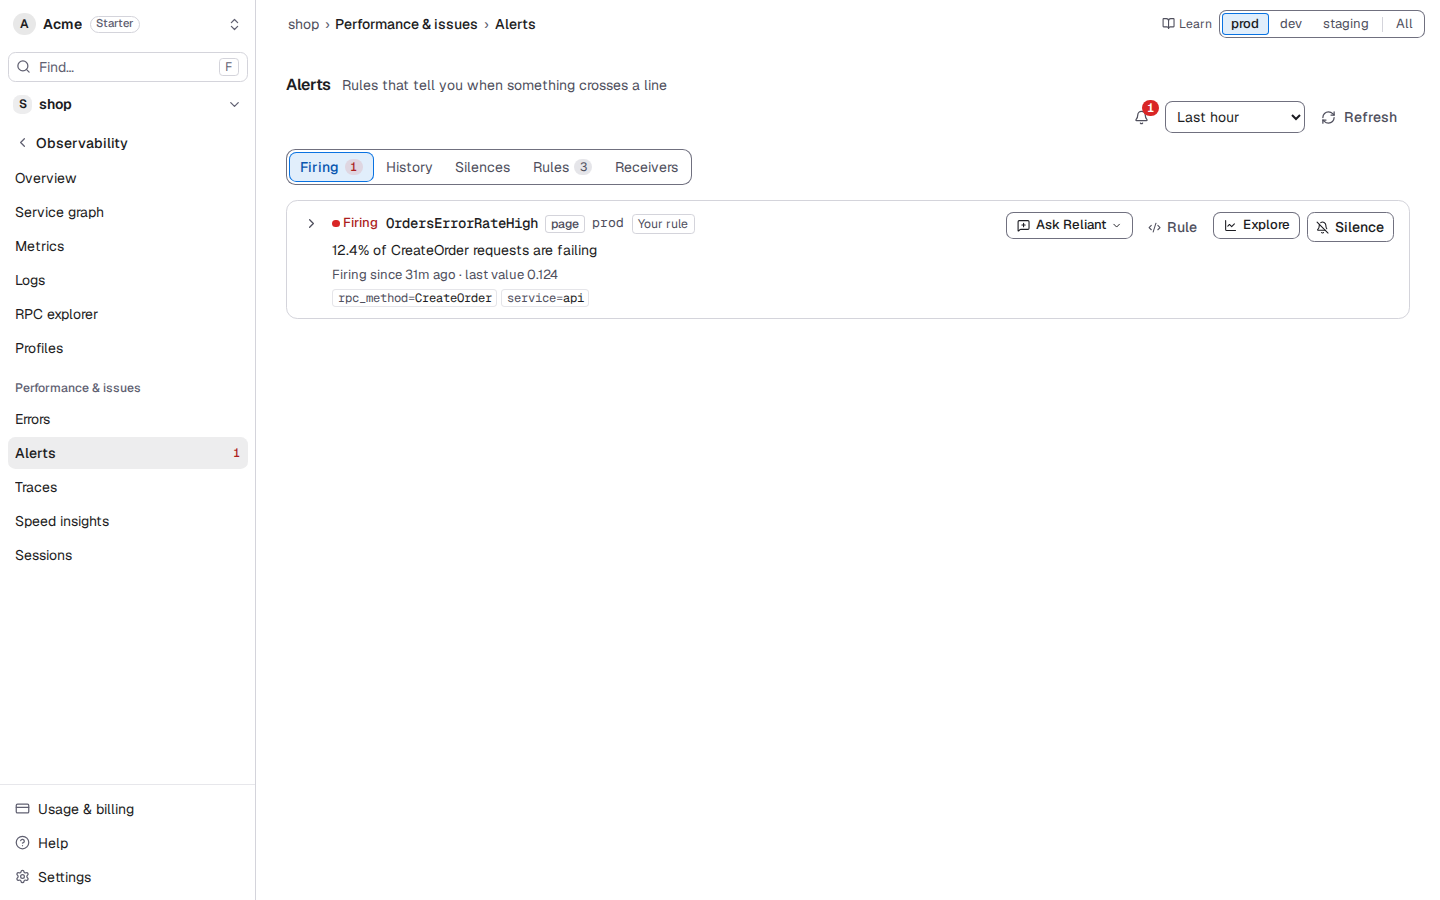 A Acme Starter
Find... F
S shop
Observability
Overview
Service graph
Metrics
Logs
RPC explorer
Profiles
Performance & issues
Errors
Alerts 1
Traces
Speed insights
Sessions
Usage & billing
Help
Settings
shop › Performance & issues › Alerts
Learn prod dev staging All
Alerts Rules that tell you when something crosses a line
1 Last hour Refresh
Firing 1 History Silences Rules 3 Receivers
Firing OrdersErrorRateHigh page prod Your rule Ask Reliant Rule Explore Silence
12.4% of CreateOrder requests are failing
Firing since 31m ago · last value 0.124
rpc_method=CreateOrder service=api